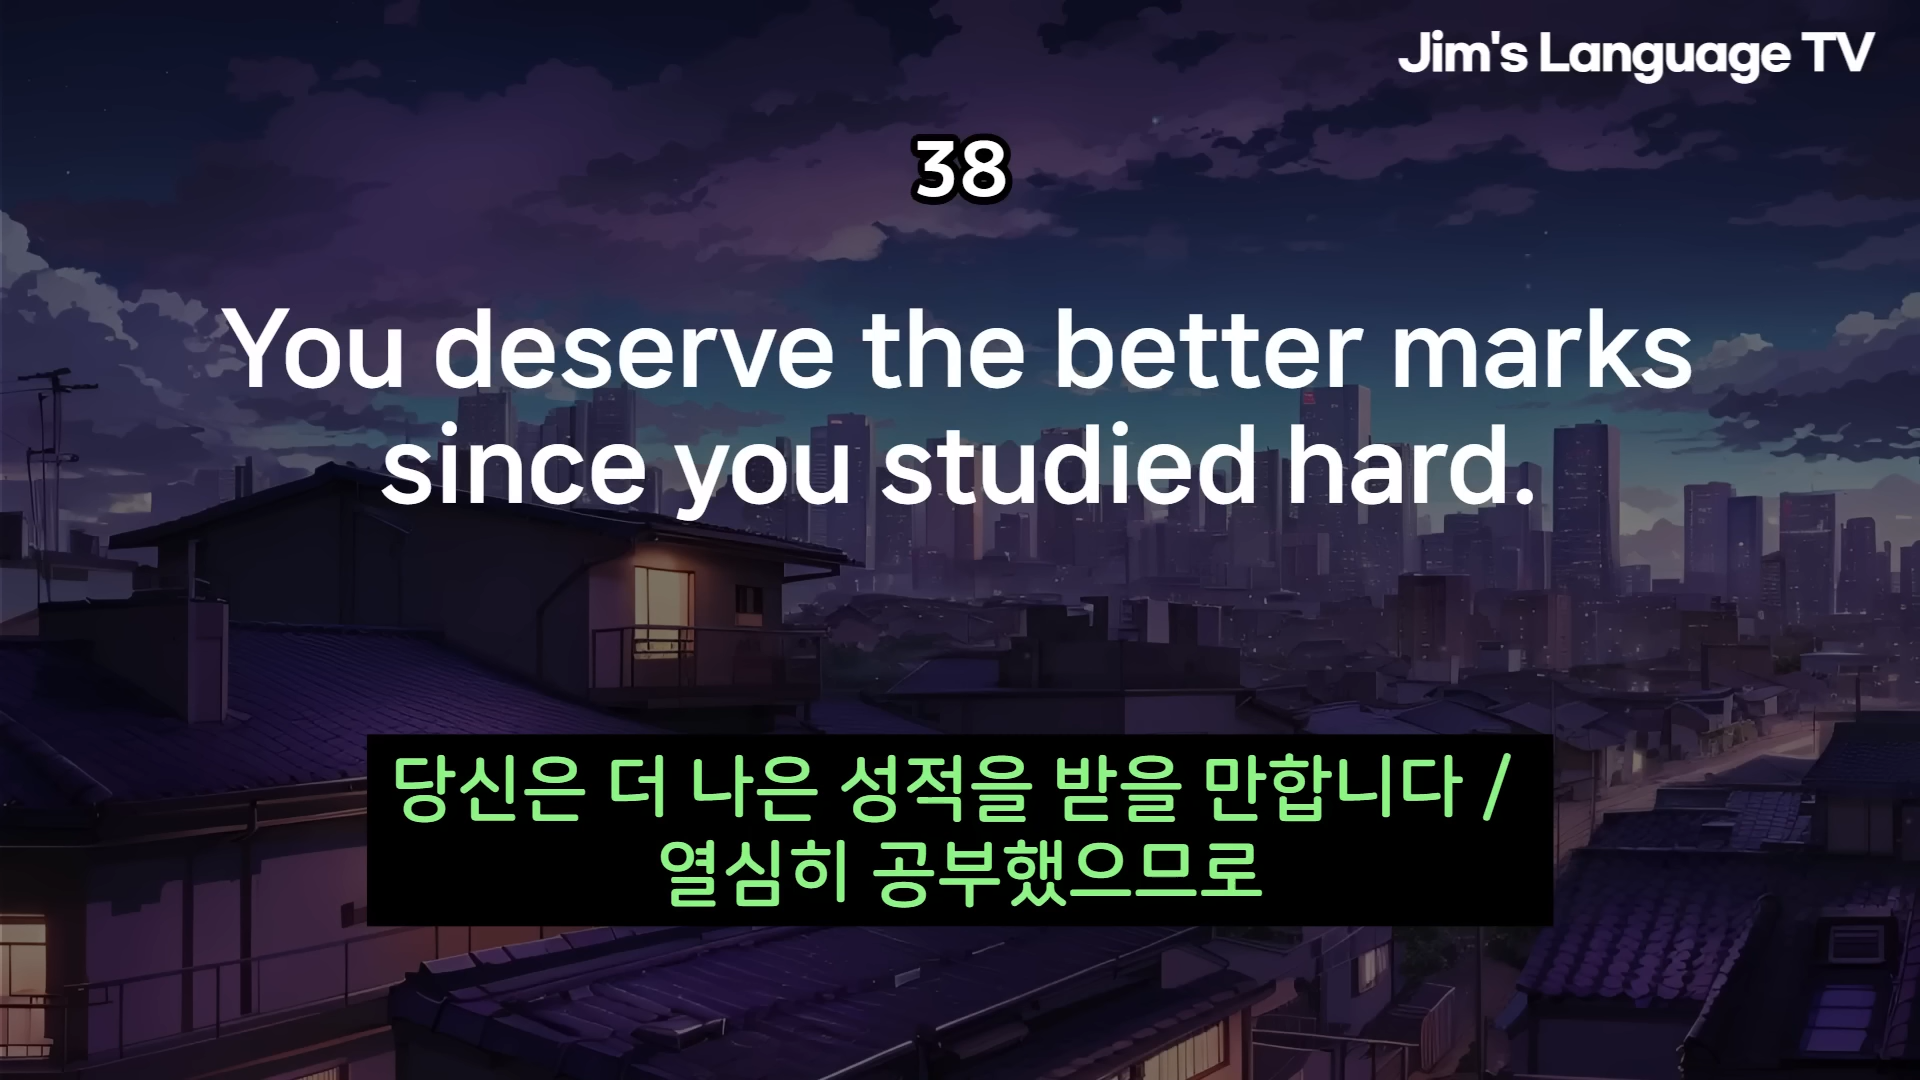 Jim's Language TV
38
You deserve the better marks
since you studied hard.
당신은 더 나은 성적을 받을 만합니다 /
열심히 공부했으므로